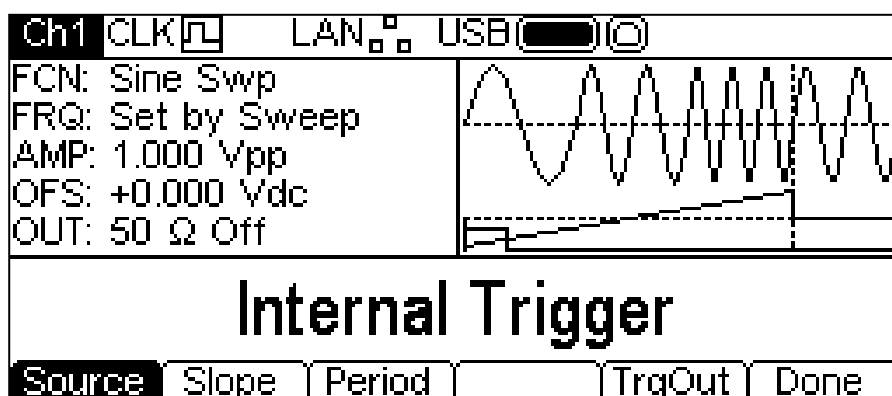 Ch1 CLK LAN USB
FCN: Sine Swp
FRQ: Set by Sweep
AMP: 1.000 Vpp
OFS: +0.000 Vdc
OUT: 50 Ω Off
Internal Trigger
Source Slope Period TrgOut Done